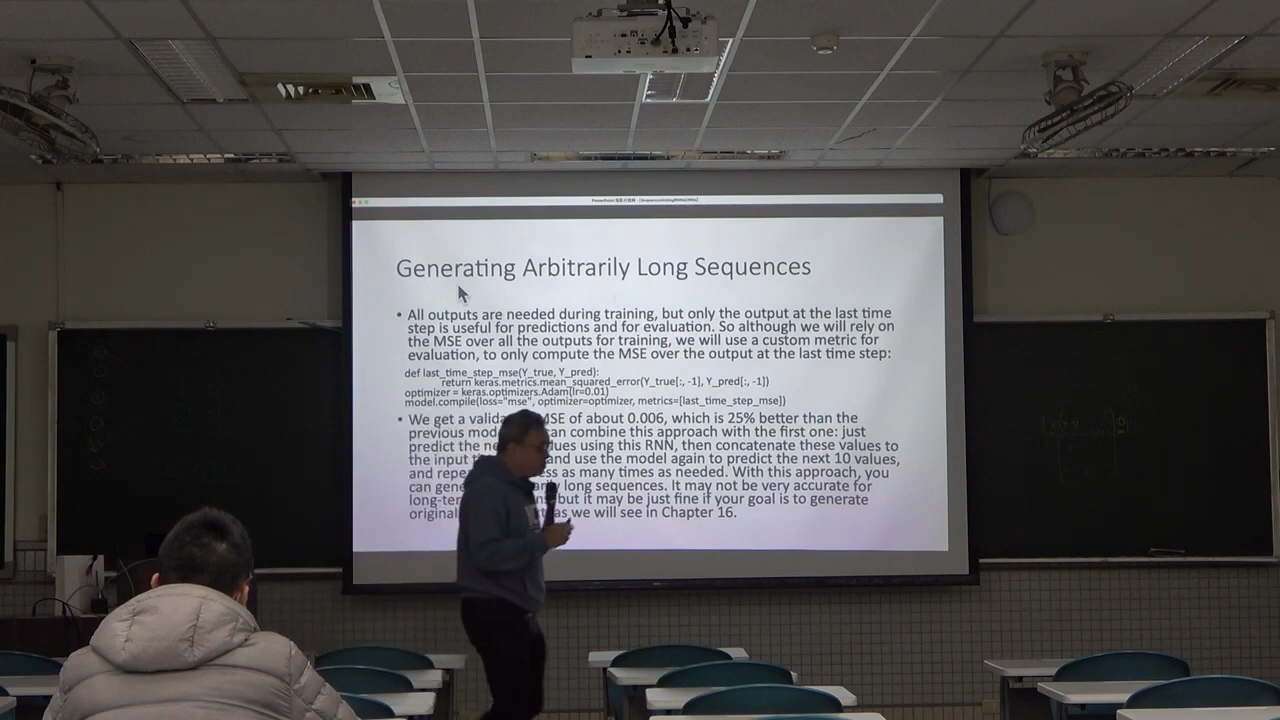 Generating Arbitrarily Long Sequences
• All outputs are needed during training, but only the output at the last time
step is useful for predictions and for evaluation. So although we will rely on
the MSE over all the outputs for training, we will use a custom metric for
evaluation, to only compute the MSE over the output at the last time step:
def last_time_step_mse(Y_true, Y_pred):
return keras.metrics.mean_squared_error(Y_true[:, -1], Y_pred[:, -1])
optimizer = keras.optimizers.Adam(lr=0.01)
model.compile(loss="mse", optimizer=optimizer, metrics=[last_time_step_mse])
• We get a valida MSE of about 0.006, which is 25% better than the
previous mod an combine this approach with the first one: just
predict the ne lues using this RNN, then concatenate these values to
the input and use the model again to predict the next 10 values,
and repe ess as many times as needed. With this approach, you
can gene rily long sequences. It may not be very accurate for
long-ter but it may be just fine if your goal is to generate
original as we will see in Chapter 16.